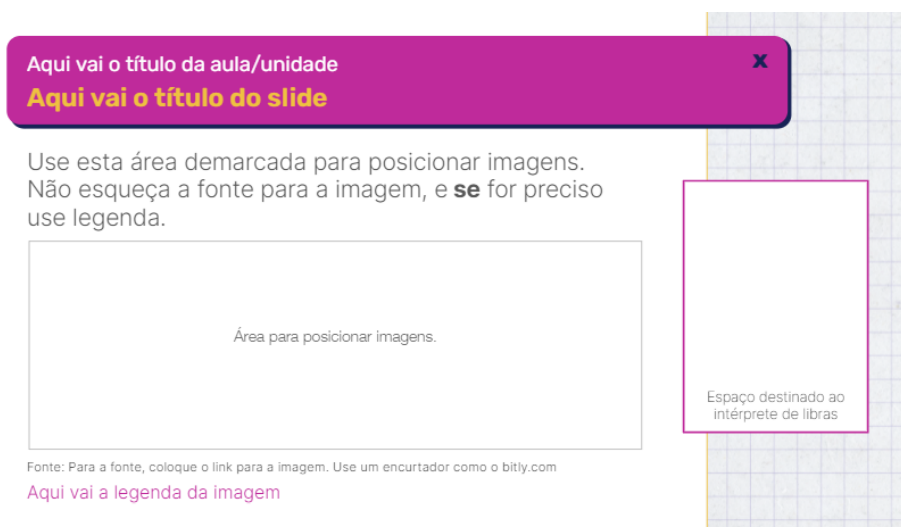 Aqui vai o título da aula/unidade
x
Aqui vai o título do slide
Use esta área demarcada para posicionar imagens.
Não esqueça a fonte para a imagem, e se for preciso
use legenda.
Área para posicionar imagens.
Espaço destinado ao
intérprete de libras
Fonte: Para a fonte, coloque o link para a imagem. Use um encurtador como o bitly.com
Aqui vai a legenda da imagem